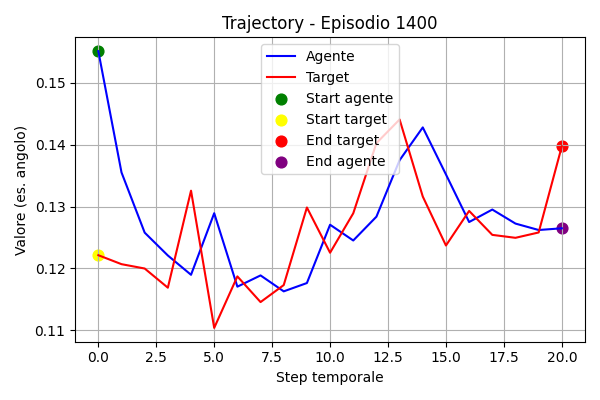 Trajectory - Episodio 1400
Agente
Target
Start agente
Start target
End target
End agente
Valore (es. angolo)
0.15
0.14
0.13
0.12
0.11
0.0 2.5 5.0 7.5 10.0 12.5 15.0 17.5 20.0
Step temporale